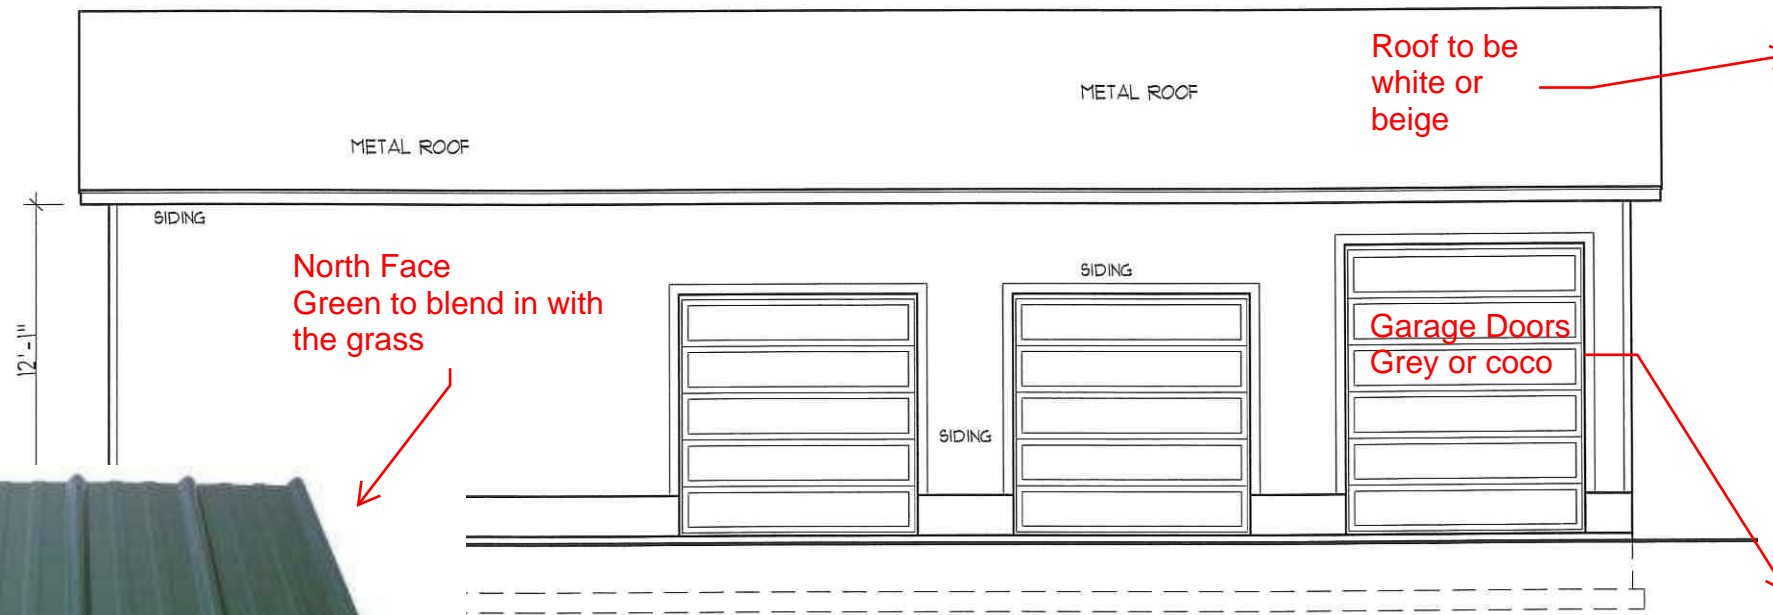 Roof to be
white or
beige
METAL ROOF
METAL ROOF
SIDING
North Face
Green to blend in with
the grass
SIDING
Garage Doors
Grey or coco
12'-1"
SIDING